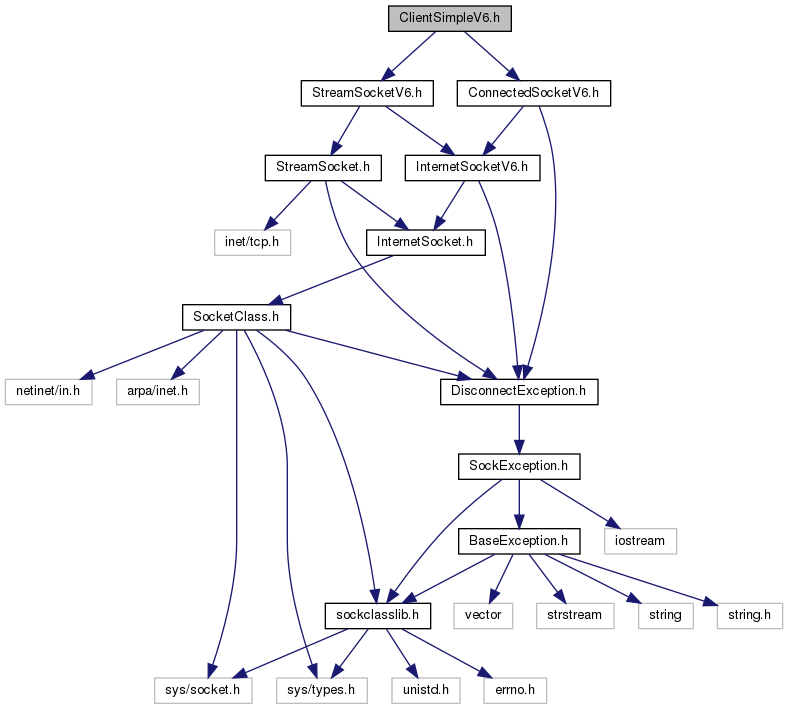 ClientSimpleV6.h
StreamSocketV6.h
ConnectedSocketV6.h
StreamSocket.h
InternetSocketV6.h
inet/tcp.h
InternetSocket.h
SocketClass.h
netinet/in.h
arpa/inet.h
DisconnectException.h
SockException.h
BaseException.h
iostream
sockclasslib.h
vector
strstream
string
string.h
sys/socket.h
sys/types.h
unistd.h
errno.h